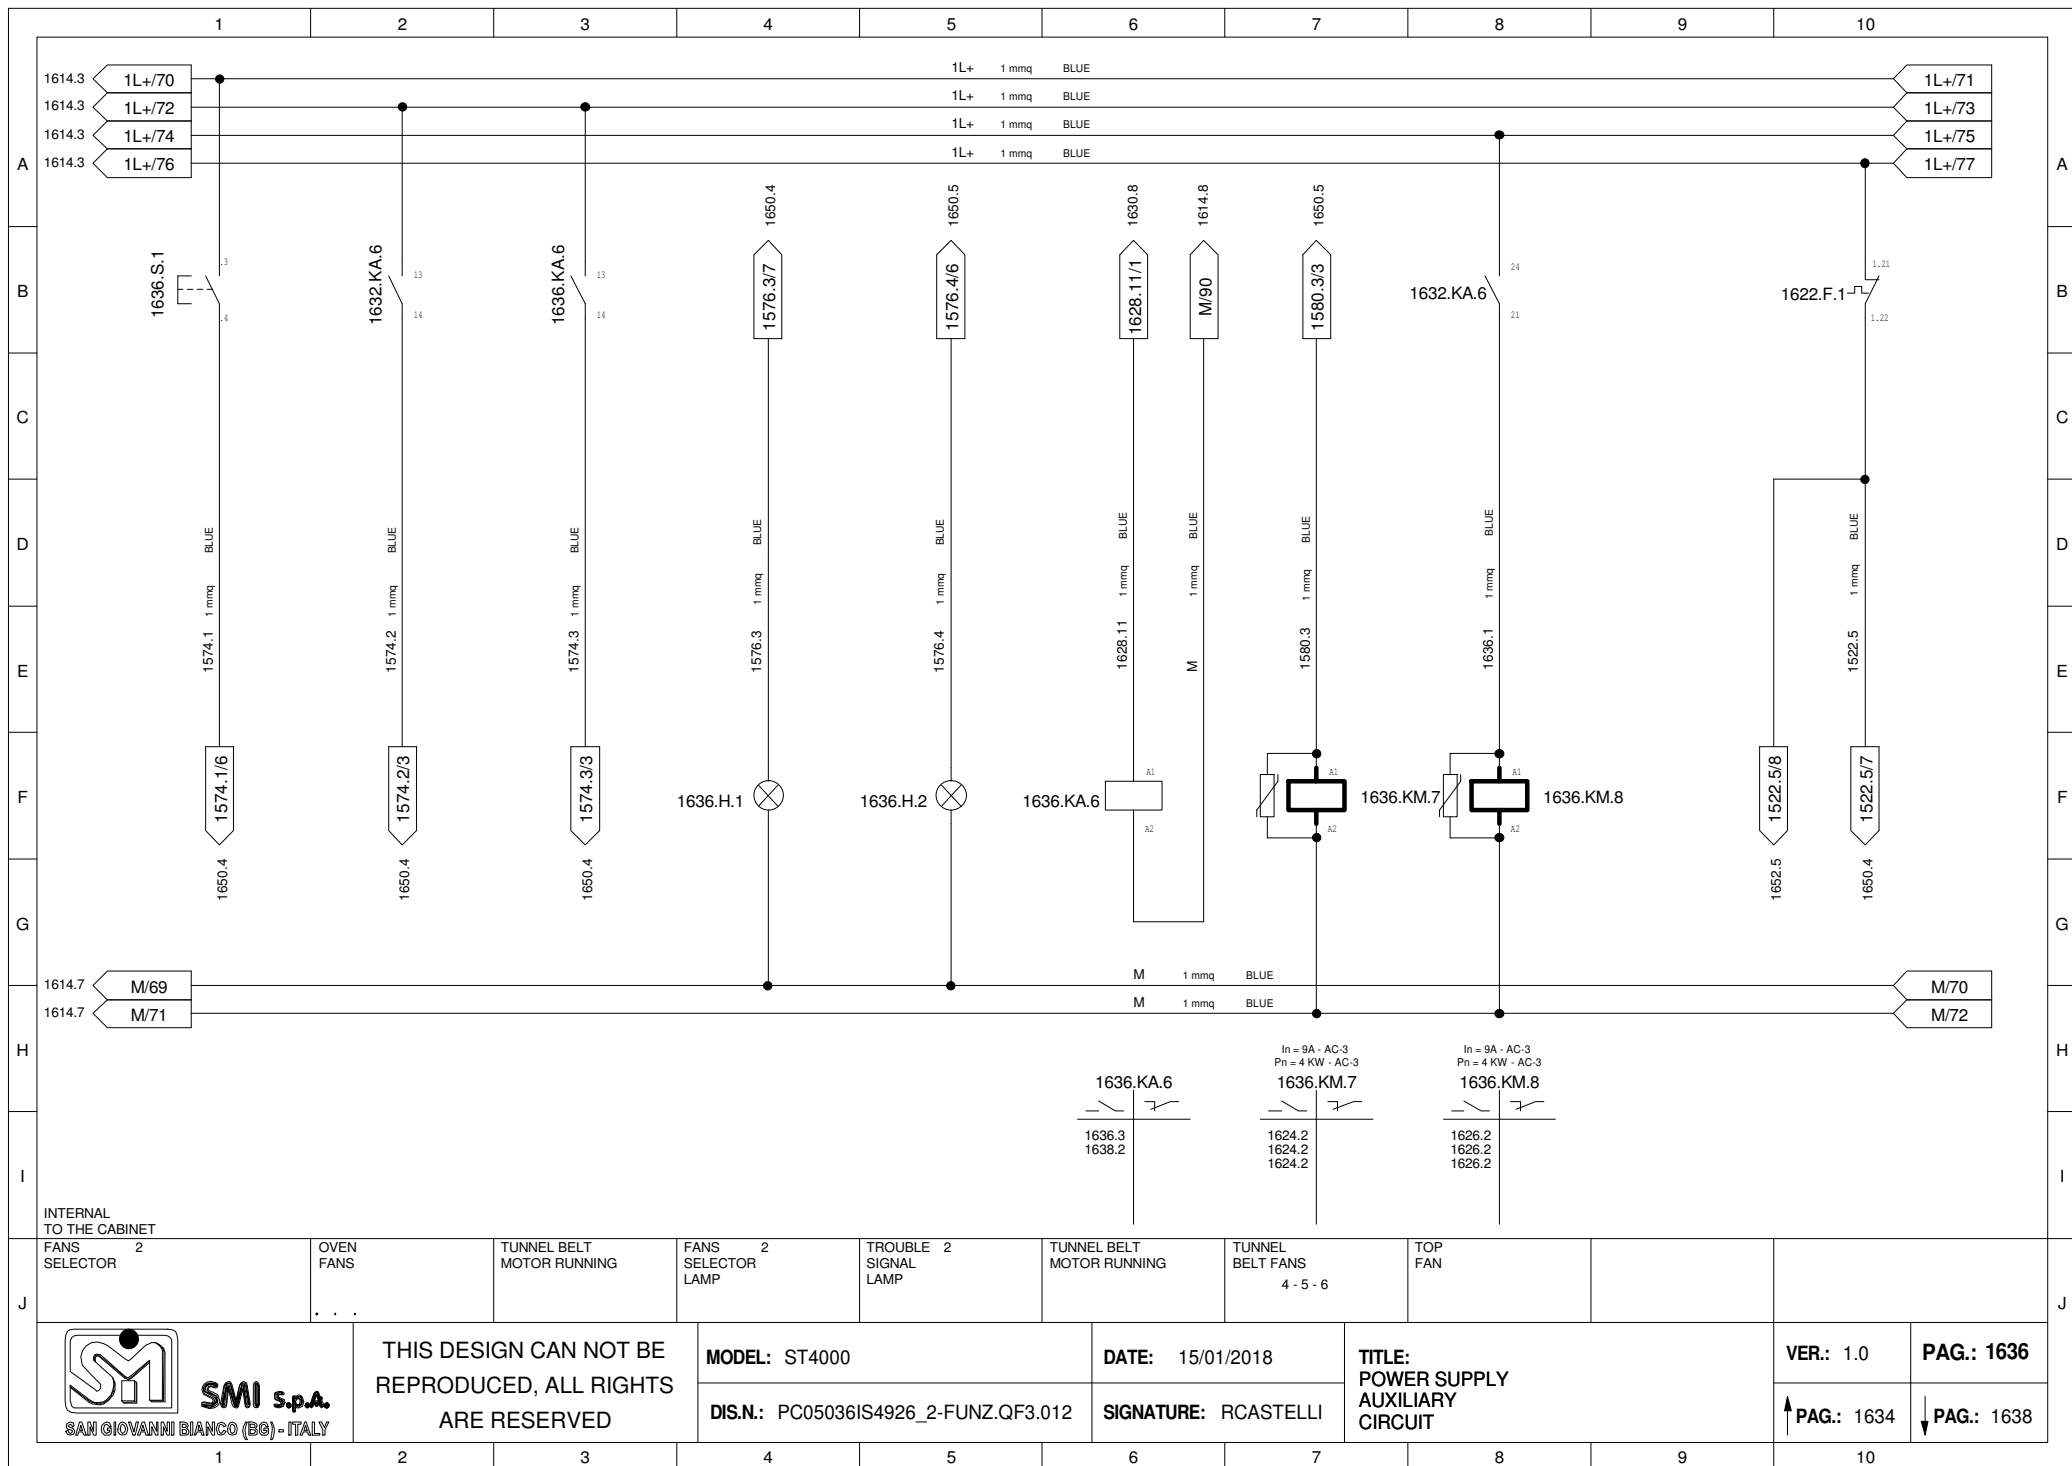 1 2 3 4 5 6 7 8 9 10
1614.3 1L+/70 1L+ 1 mmq BLUE 1L+/71
1614.3 1L+/72 1L+ 1 mmq BLUE 1L+/73
1614.3 1L+/74 1L+ 1 mmq BLUE 1L+/75
1614.3 1L+/76 1L+ 1 mmq BLUE 1L+/77
A A
1650.4 1650.5 1630.8 1614.8 1650.5
1636.S.1 .3 .4
1632.KA.6 13 14
1636.KA.6 13 14
1576.3/7
1576.4/6
1628.11/1
M/90
1580.3/3
1632.KA.6 24 21
1622.F.1 1.21 1.22
B B
C C
D D
1574.1 1 mmq BLUE
1574.2 1 mmq BLUE
1574.3 1 mmq BLUE
1576.3 1 mmq BLUE
1576.4 1 mmq BLUE
1628.11 1 mmq BLUE
M 1 mmq BLUE
1580.3 1 mmq BLUE
1636.1 1 mmq BLUE
1522.5 1 mmq BLUE
E E
1574.1/6
1574.2/3
1574.3/3
1636.H.1
1636.H.2
1636.KA.6 A1 A2
1636.KM.7 A1 A2
1636.KM.8 A1 A2
1522.5/8
1522.5/7
F F
1650.4 1650.4 1650.4 1652.5 1650.4
G G
1614.7 M/69 M 1 mmq BLUE M/70
1614.7 M/71 M 1 mmq BLUE M/72
H H
In = 9A - AC-3 In = 9A - AC-3
Pn = 4 KW - AC-3 Pn = 4 KW - AC-3
1636.KA.6 1636.KM.7 1636.KM.8
1636.3 1624.2 1626.2
1638.2 1624.2 1626.2
1624.2 1626.2
I I
INTERNAL
TO THE CABINET
FANS 2
SELECTOR
OVEN
FANS
. . .
TUNNEL BELT
MOTOR RUNNING
FANS 2
SELECTOR
LAMP
TROUBLE 2
SIGNAL
LAMP
TUNNEL BELT
MOTOR RUNNING
TUNNEL
BELT FANS
4 - 5 - 6
TOP
FAN
J J
SMI
SMI S.p.A.
SAN GIOVANNI BIANCO (BG) - ITALY
THIS DESIGN CAN NOT BE
REPRODUCED, ALL RIGHTS
ARE RESERVED
MODEL: ST4000
DIS.N.: PC05036IS4926_2-FUNZ.QF3.012
DATE: 15/01/2018
SIGNATURE: RCASTELLI
TITLE:
POWER SUPPLY
AUXILIARY
CIRCUIT
VER.: 1.0
PAG.: 1636
PAG.: 1634
PAG.: 1638
1 2 3 4 5 6 7 8 9 10